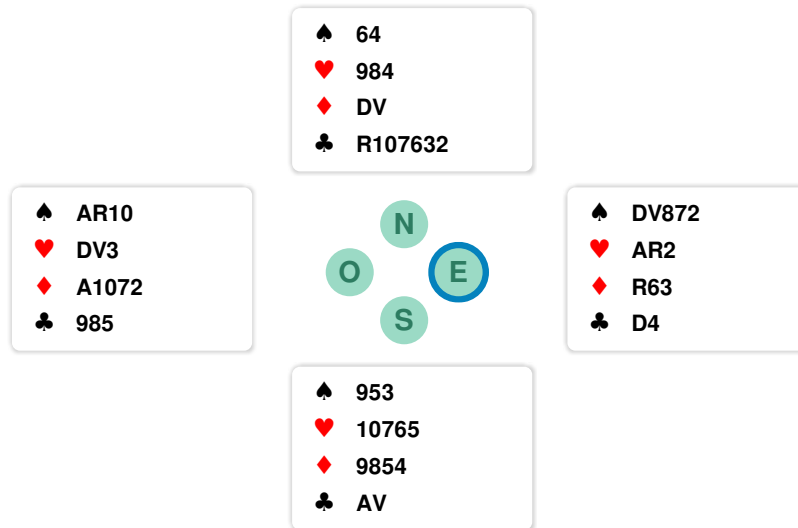 ♠ 64
♥ 984
♦ DV
♣ R107632
♠ AR10
♥ DV3
♦ A1072
♣ 985
N
O E
S
♠ DV872
♥ AR2
♦ R63
♣ D4
♠ 953
♥ 10765
♦ 9854
♣ AV